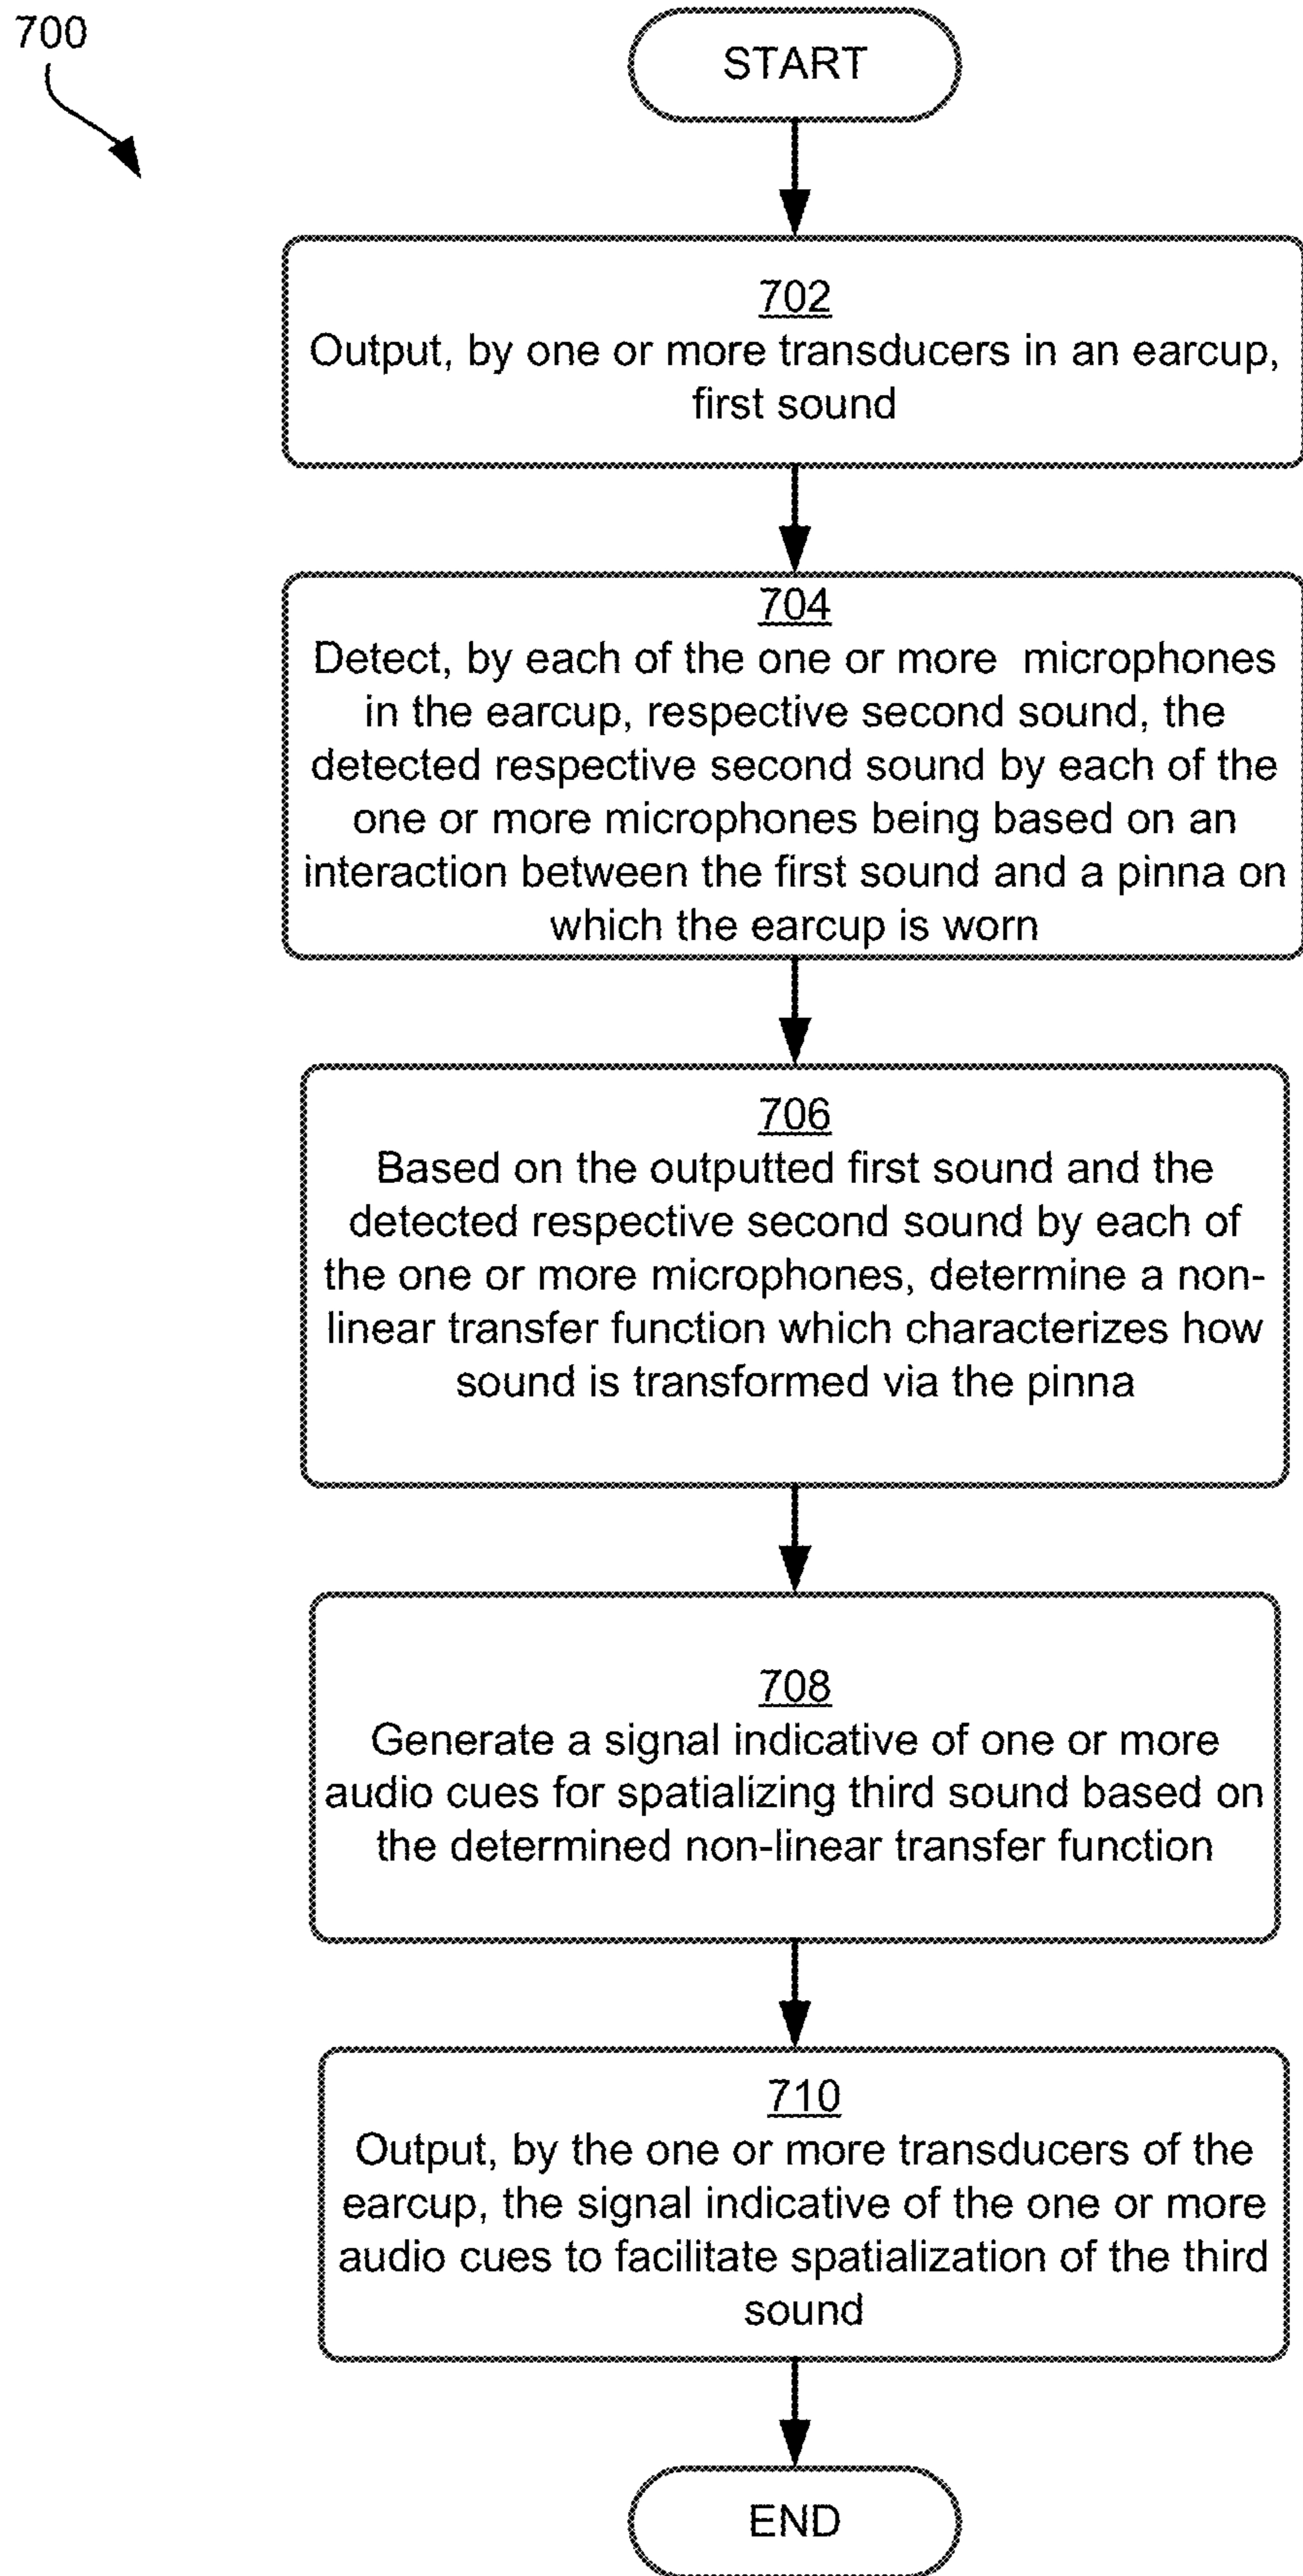 700
START
702
Output, by one or more transducers in an earcup,
first sound
704
Detect, by each of the one or more microphones
in the earcup, respective second sound, the
detected respective second sound by each of the
one or more microphones being based on an
interaction between the first sound and a pinna on
which the earcup is worn
706
Based on the outputted first sound and the
detected respective second sound by each of
the one or more microphones, determine a non-
linear transfer function which characterizes how
sound is transformed via the pinna
708
Generate a signal indicative of one or more
audio cues for spatializing third sound based on
the determined non-linear transfer function
710
Output, by the one or more transducers of the
earcup, the signal indicative of the one or more
audio cues to facilitate spatialization of the third
sound
END